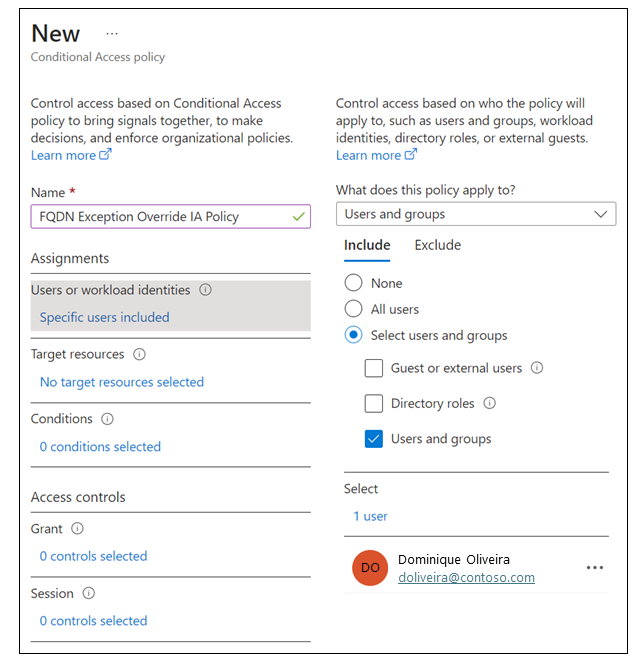 New ...
Conditional Access policy
Control access based on Conditional Access
policy to bring signals together, to make
decisions, and enforce organizational policies.
Learn more
Name *
FQDN Exception Override IA Policy
Assignments
Users or workload identities
Specific users included
Target resources
No target resources selected
Conditions
0 conditions selected
Access controls
Grant
0 controls selected
Session
0 controls selected
Control access based on who the policy will
apply to, such as users and groups, workload
identities, directory roles, or external guests.
Learn more
What does this policy apply to?
Users and groups
Include Exclude
None
All users
Select users and groups
Guest or external users
Directory roles
Users and groups
Select
1 user
DO Dominique Oliveira
doliveira@contoso.com